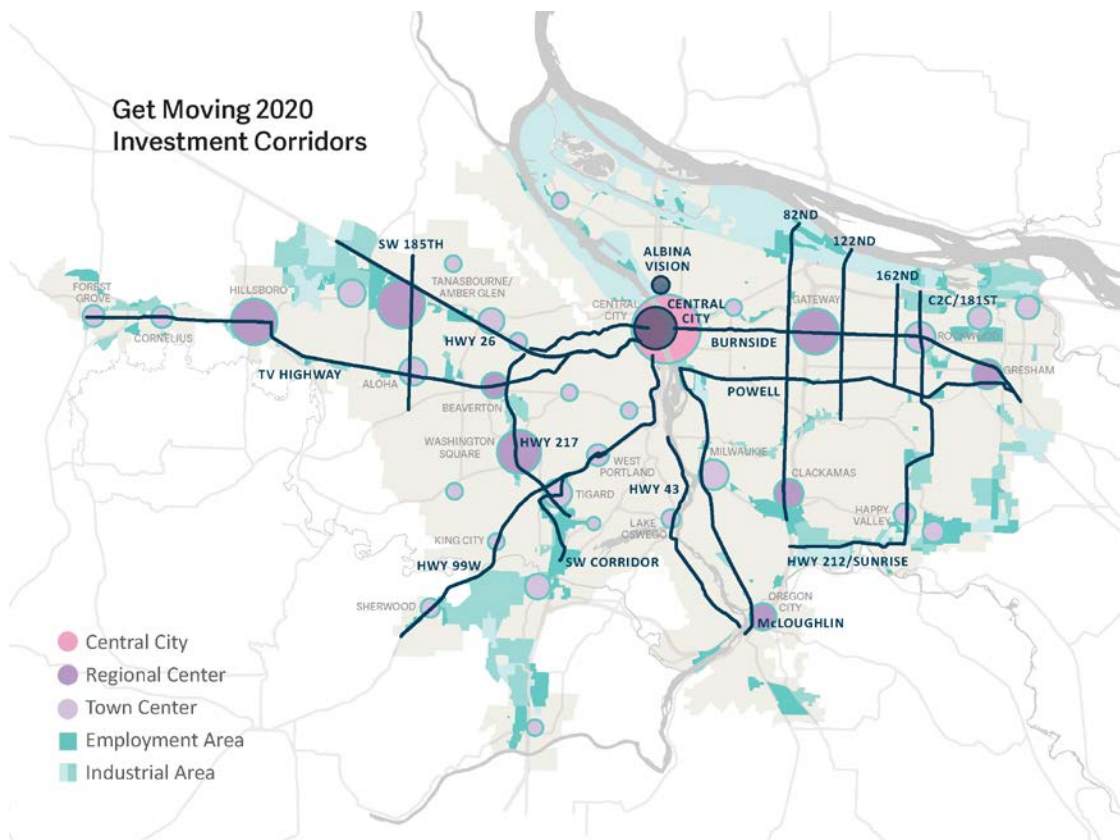 Get Moving 2020
Investment Corridors
82ND
122ND
SW 185TH
ALBINA
VISION
162ND
TANASBOURNE/
AMBER GLEN
FOREST
GROVE
HILLSBORO
C2C/181ST
CENTRAL
CITY
CENTRAL
CITY
GATEWAY
CORNELIUS
HWY 26
BURNSIDE
ROCKWOOD
TV HIGHWAY
ALOHA
POWELL
GRESHAM
BEAVERTON
WASHINGTON
SQUARE
HWY 217
WEST
PORTLAND
MILWAUKIE
CLACKAMAS
TIGARD
HWY 43
HAPPY
VALLEY
LAKE
OSWEGO
KING CITY
HWY 99W
SW CORRIDOR
HWY 212/SUNRISE
SHERWOOD
OREGON
CITY
McLOUGHLIN
Central City
Regional Center
Town Center
Employment Area
Industrial Area